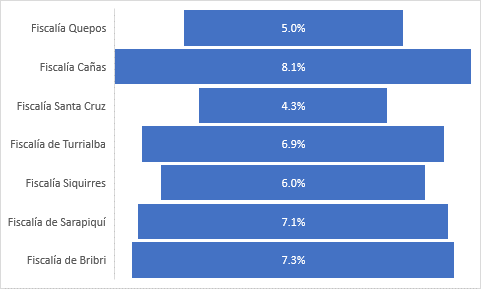 Fiscalía Quepos 5.0%
Fiscalía Cañas 8.1%
Fiscalía Santa Cruz 4.3%
Fiscalía de Turrialba 6.9%
Fiscalía Siquirres 6.0%
Fiscalía de Sarapiquí 7.1%
Fiscalía de Bribri 7.3%